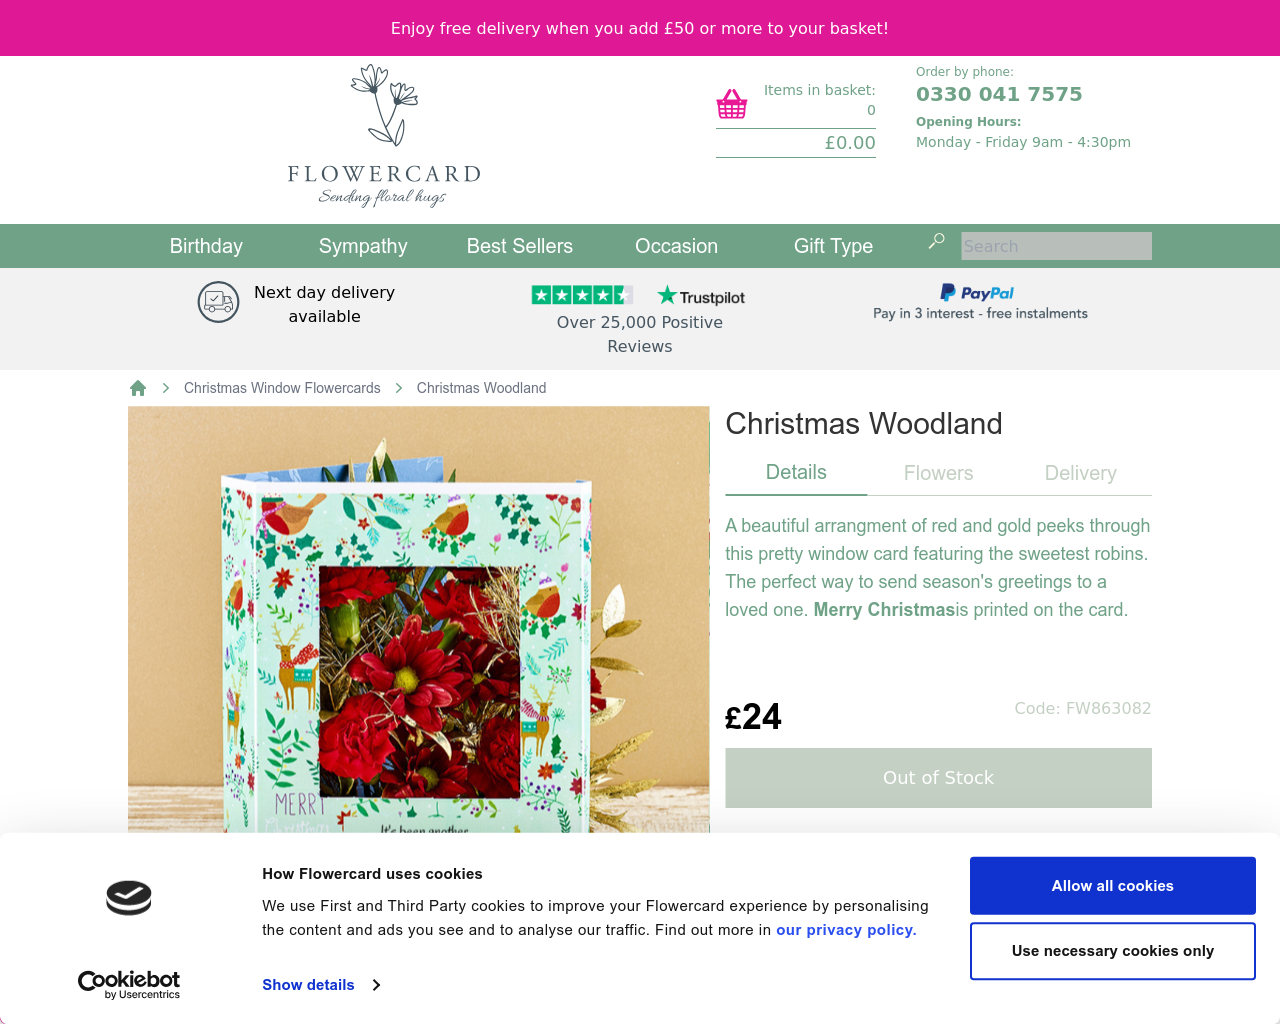 Enjoy free delivery when you add £50 or more to your basket!
FLOWERCARD
Sending floral hugs
Items in basket:
0
£0.00
Order by phone:
0330 041 7575
Opening Hours:
Monday - Friday 9am - 4:30pm
Birthday
Sympathy
Best Sellers
Occasion
Gift Type
Search
Next day delivery
available
Trustpilot
Over 25,000 Positive
Reviews
PayPal
Pay in 3 interest - free instalments
Christmas Window Flowercards
Christmas Woodland
Christmas Woodland
Details
Flowers
Delivery
A beautiful arrangment of red and gold peeks through
this pretty window card featuring the sweetest robins.
The perfect way to send season's greetings to a
loved one. Merry Christmasis printed on the card.
£24
Code: FW863082
Out of Stock
MERRY
Christmas
It's been another
How Flowercard uses cookies
We use First and Third Party cookies to improve your Flowercard experience by personalising
the content and ads you see and to analyse our traffic. Find out more in our privacy policy.
Show details
Allow all cookies
Use necessary cookies only
Cookiebot
by Usercentrics